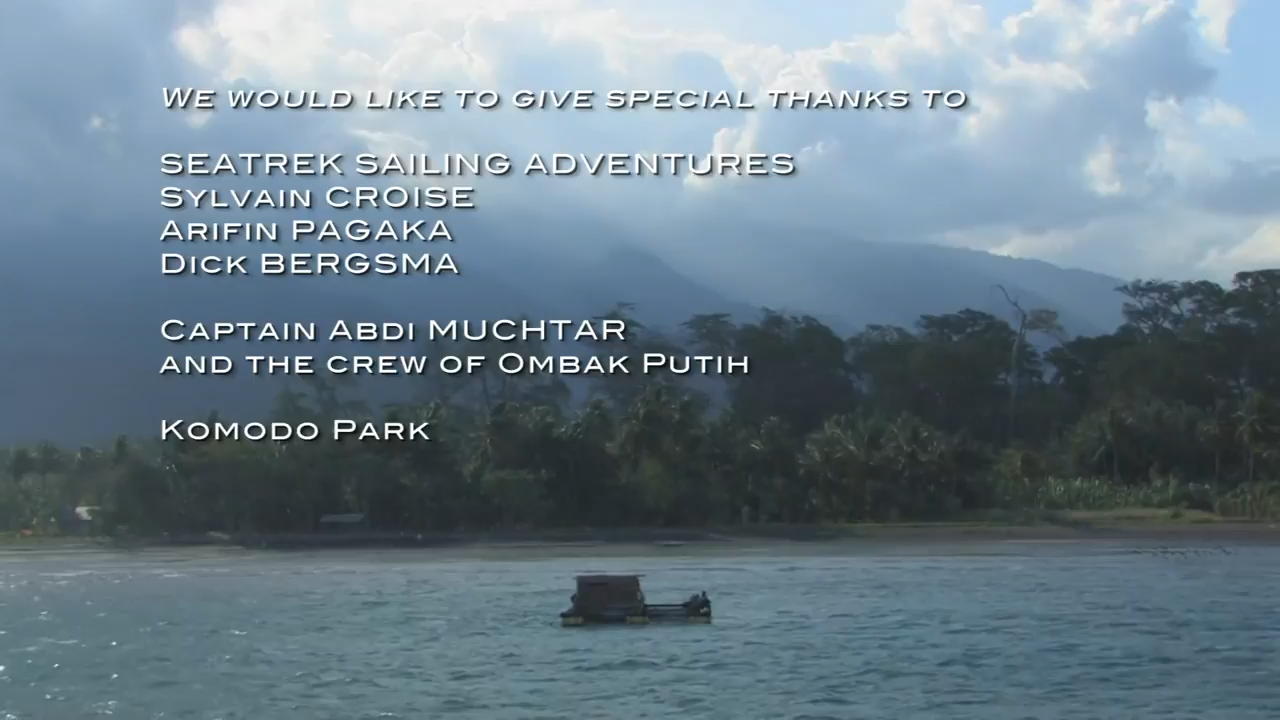 We would like to give special thanks to
SEATREK SAILING ADVENTURES
Sylvain CROISE
Arifin PAGAKA
Dick BERGSMA
Captain Abdi MUCHTAR
and the crew of Ombak Putih
Komodo Park